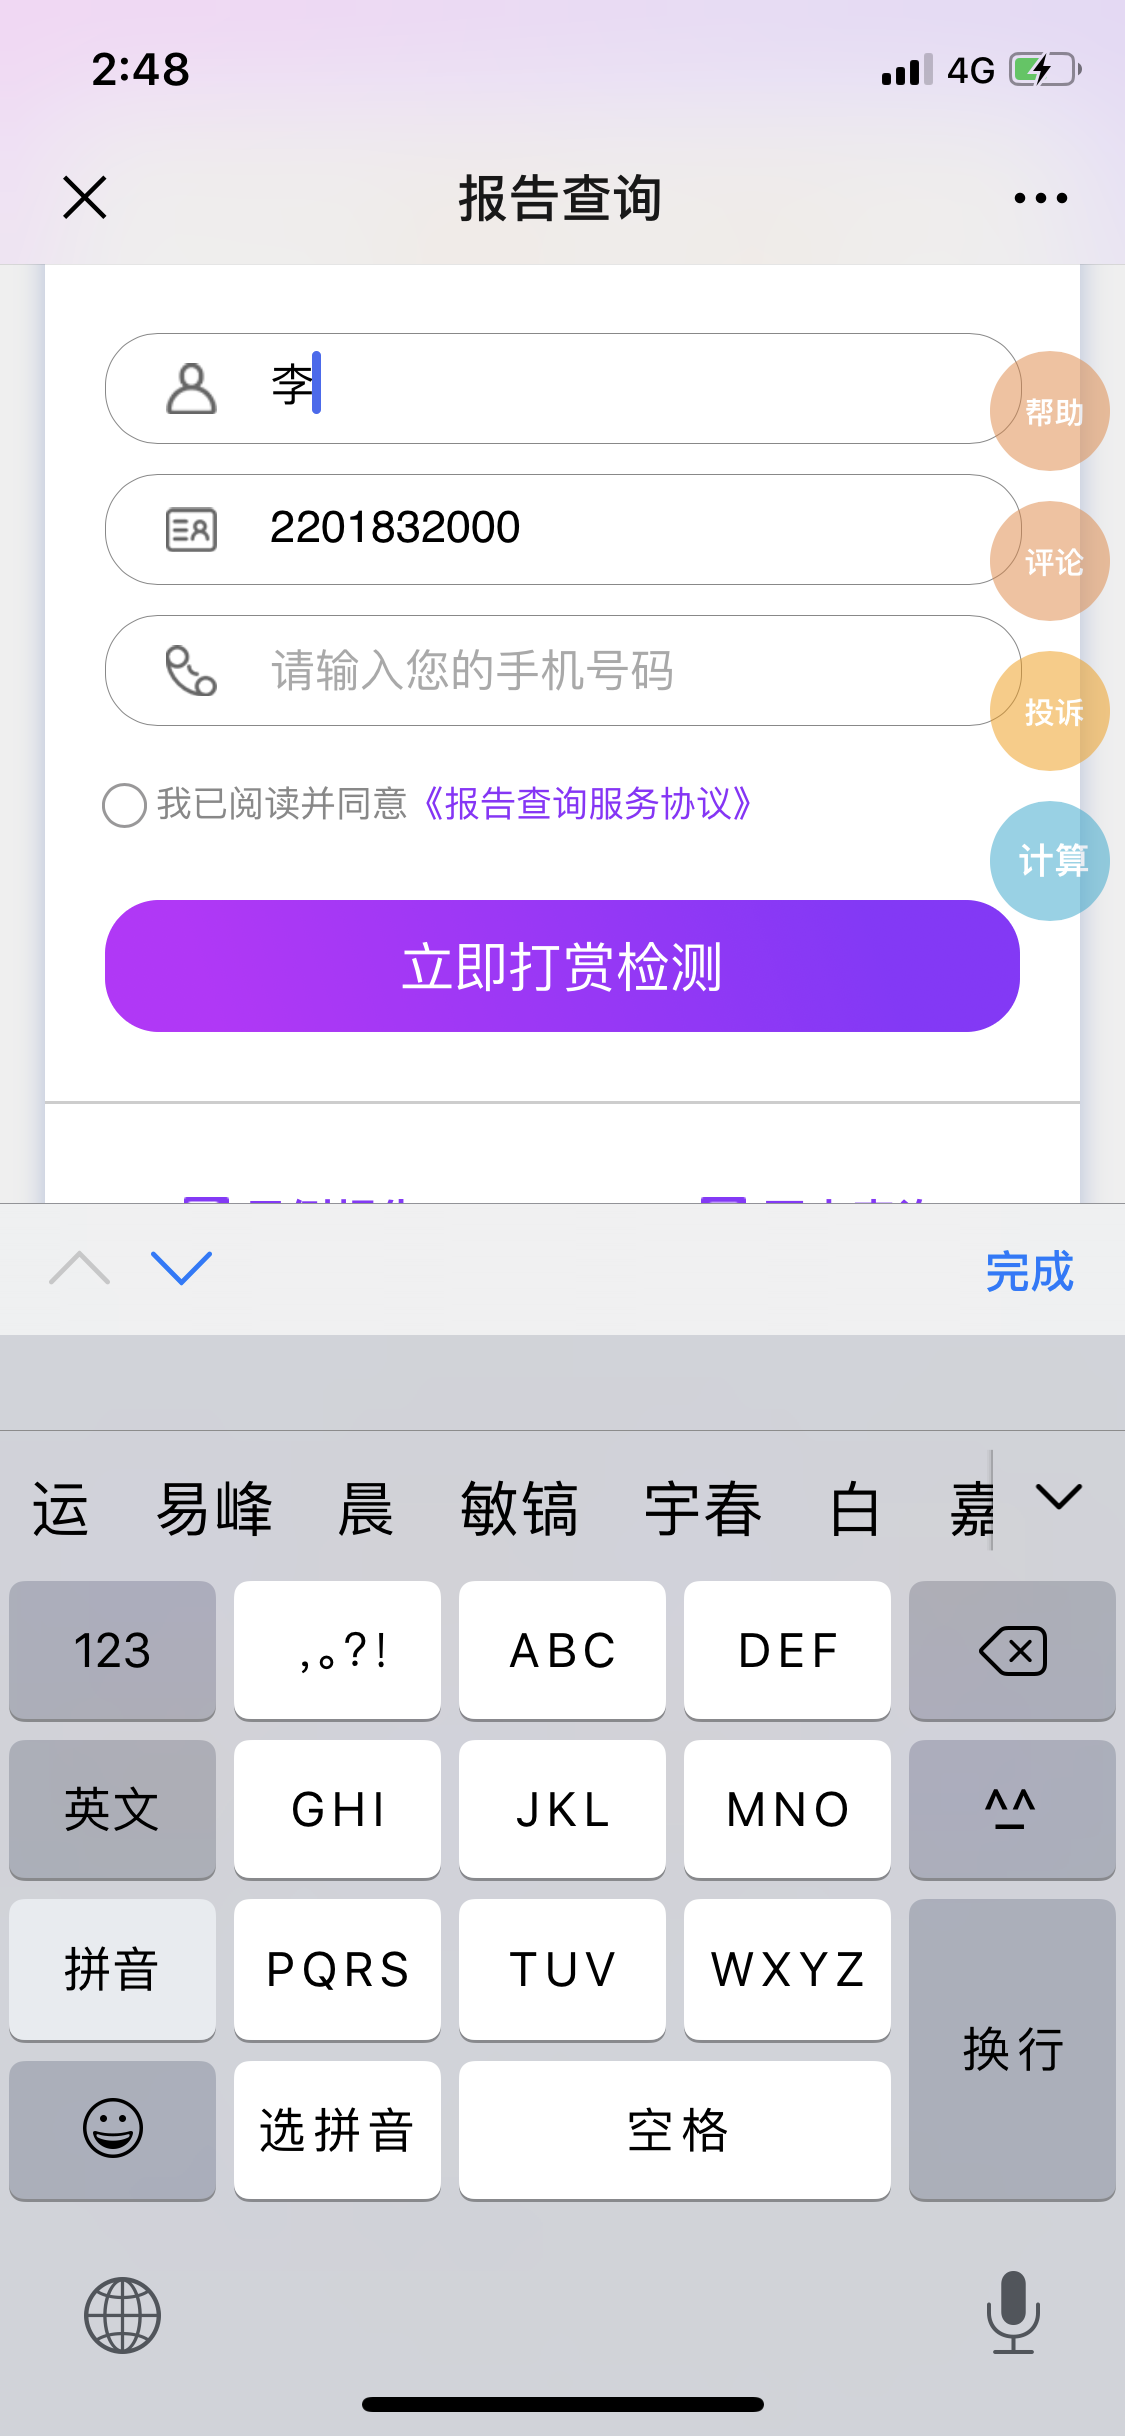 2:48
4G
报告查询
李
帮助
2201832000
评论
请输入您的手机号码
投诉
我已阅读并同意《报告查询服务协议》
计算
立即打赏检测
完成
运 易峰 晨 敏镐 宇春 白 嘉
123 ,。?! ABC DEF
英文 GHI JKL MNO ^^
拼音 PQRS TUV WXYZ
换行
选拼音 空格